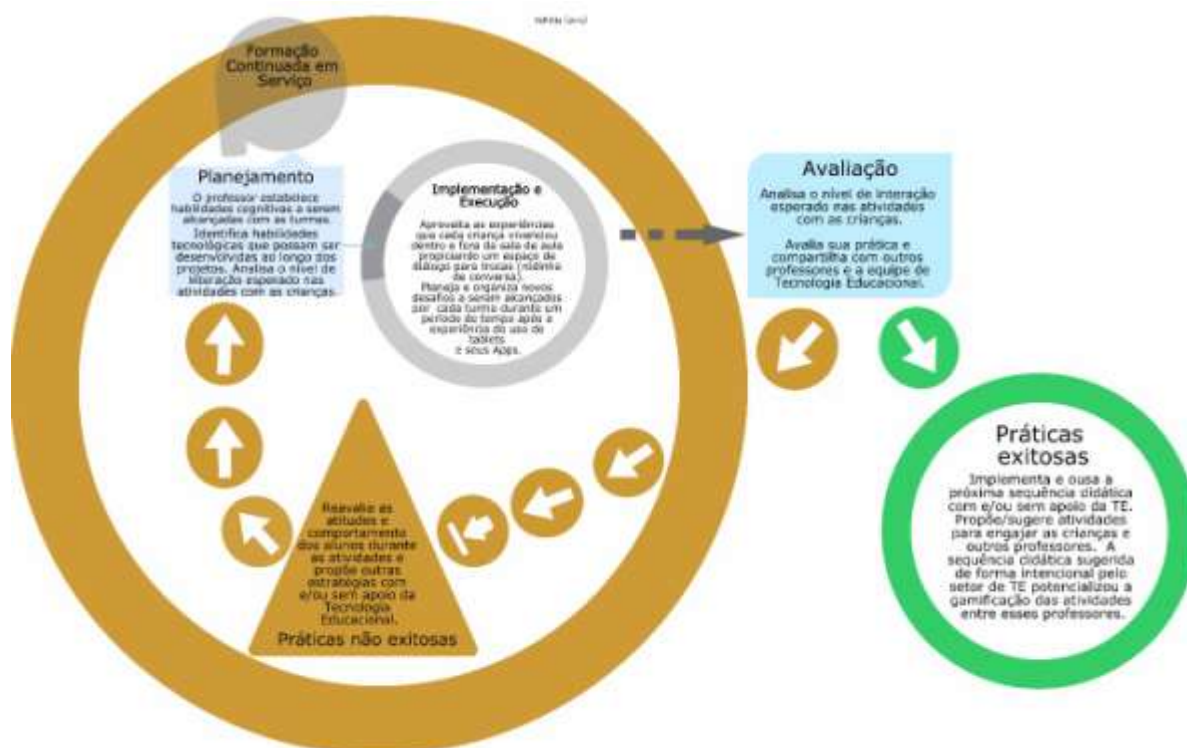 Formação
Continuada em
Serviço
Planejamento
O professor estabelece
habilidades cognitivas a serem
alcançadas com as turmas.
Identifica habilidades
tecnológicas que possam ser
desenvolvidas ao longo dos
projetos. Analisa o nível de
interação esperado nas
atividades com as crianças.
Implementação e
Execução
Aproveita as experiências
que cada criança vivenciou
dentro e fora da sala de aula
propiciando um espaço de
diálogo para trocas (rodinha
de conversa).
Planeja e organiza novos
desafios a serem alcançados
por cada turma durante um
período de tempo após a
experiência do uso de
tablets
e seus Apps.
Avaliação
Analisa o nível de interação
esperado nas atividades
com as crianças.
Avalia sua prática e
compartilha com outros
professores e a equipe de
Tecnologia Educacional.
Reavalia as
atitudes e
comportamento
dos alunos durante
as atividades e
propõe outras
estratégias com
e/ou sem apoio da
Tecnologia
Educacional.
Práticas não exitosas
Práticas
exitosas
Implementa e ousa a
próxima sequência didática
com e/ou sem apoio da TE.
Propõe/sugere atividades
para engajar as crianças e
outros professores. A
sequência didática sugerida
de forma intencional pelo
setor de TE potencializou a
gamificação das atividades
entre esses professores.